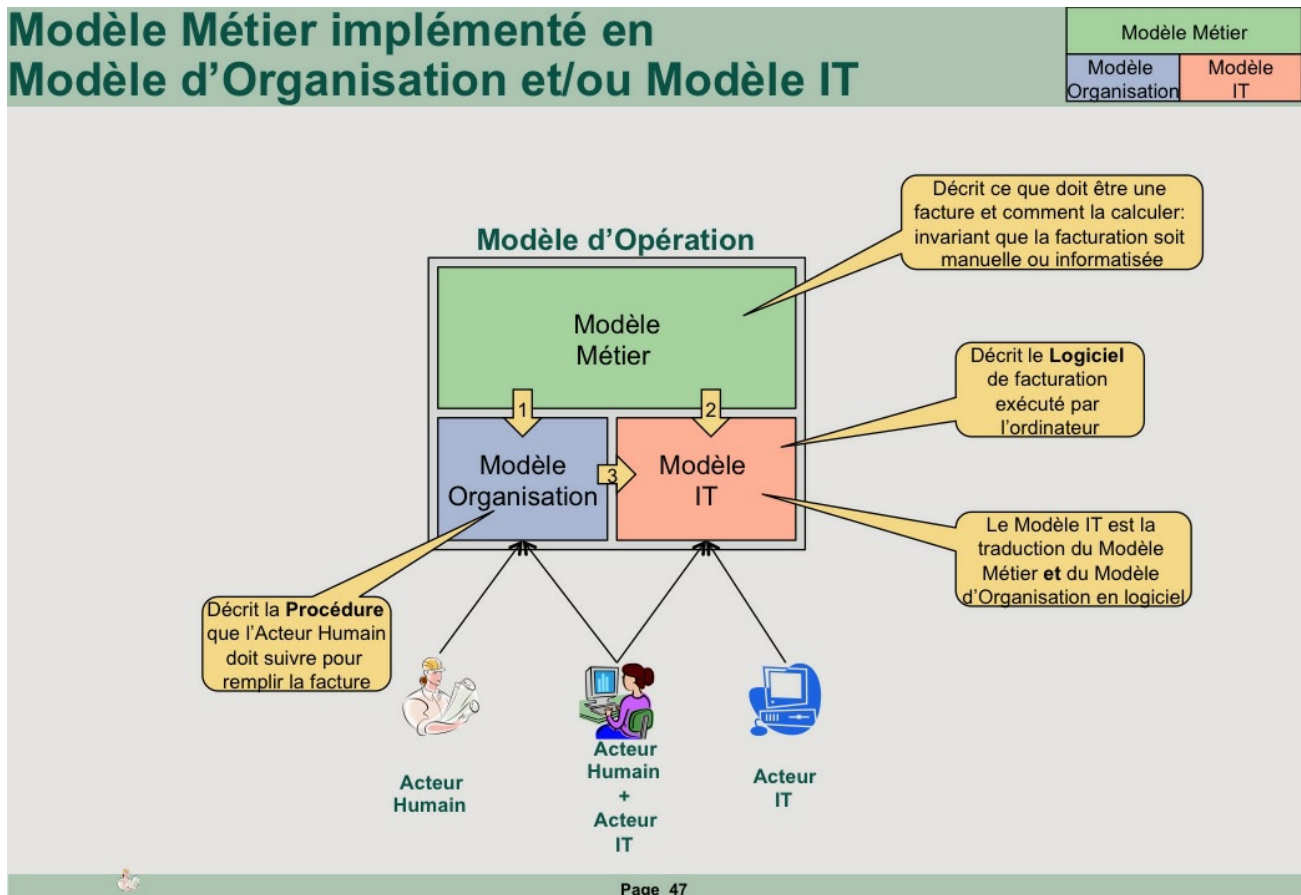 Modèle Métier implémenté en
Modèle d’Organisation et/ou Modèle IT
Modèle Métier
Modèle
Organisation
Modèle
IT
Décrit ce que doit être une
facture et comment la calculer:
invariant que la facturation soit
manuelle ou informatisée
Modèle d’Opération
Modèle
Métier
Décrit le Logiciel
de facturation
exécuté par
l’ordinateur
1
2
Modèle
Organisation
3
Modèle
IT
Le Modèle IT est la
traduction du Modèle
Métier et du Modèle
d’Organisation en logiciel
Décrit la Procédure
que l’Acteur Humain
doit suivre pour
remplir la facture
Acteur
Humain
Acteur
Humain
+
Acteur
IT
Acteur
IT
Page 47